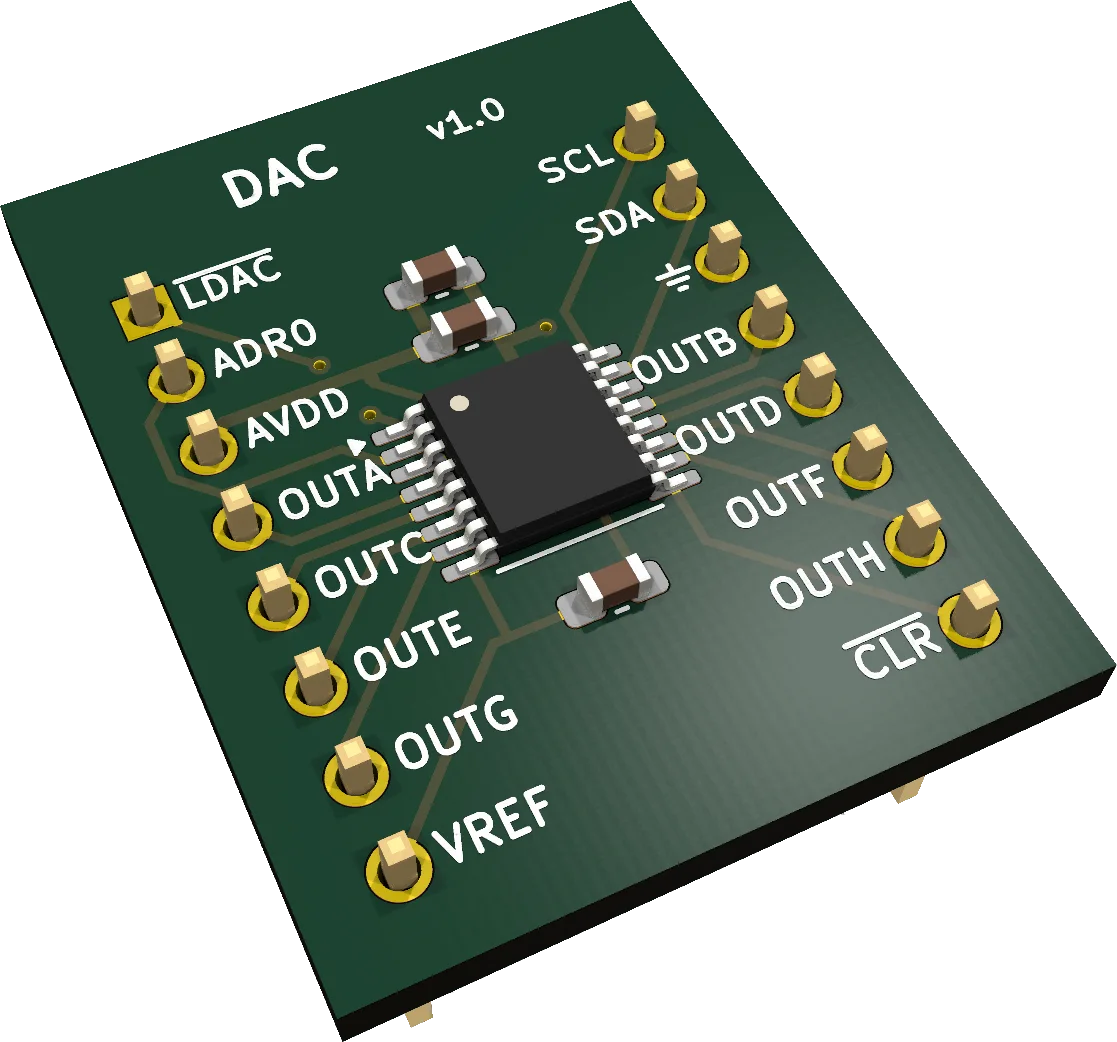 DAC
v1.0
LDAC
ADR0
AVDD
OUTA
OUTC
OUTE
OUTG
VREF
SCL
SDA
OUTB
OUTD
OUTF
OUTH
CLR